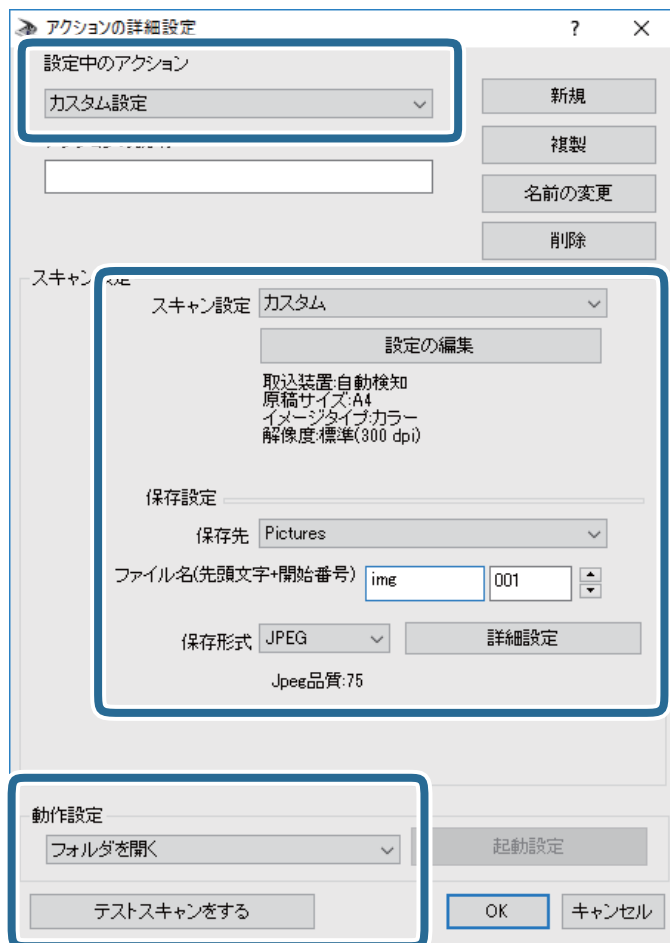 アクションの詳細設定
設定中のアクション
カスタム設定
新規
複製
名前の変更
削除
スキャン設定
スキャン設定 カスタム
設定の編集
取込装置:自動検知
原稿サイズ:A4
イメージタイプ:カラー
解像度:標準(300 dpi)
保存設定
保存先 Pictures
ファイル名(先頭文字+開始番号) img 001
保存形式 JPEG 詳細設定
Jpeg品質:75
動作設定
フォルダを開く 起動設定
テストスキャンをする OK キャンセル